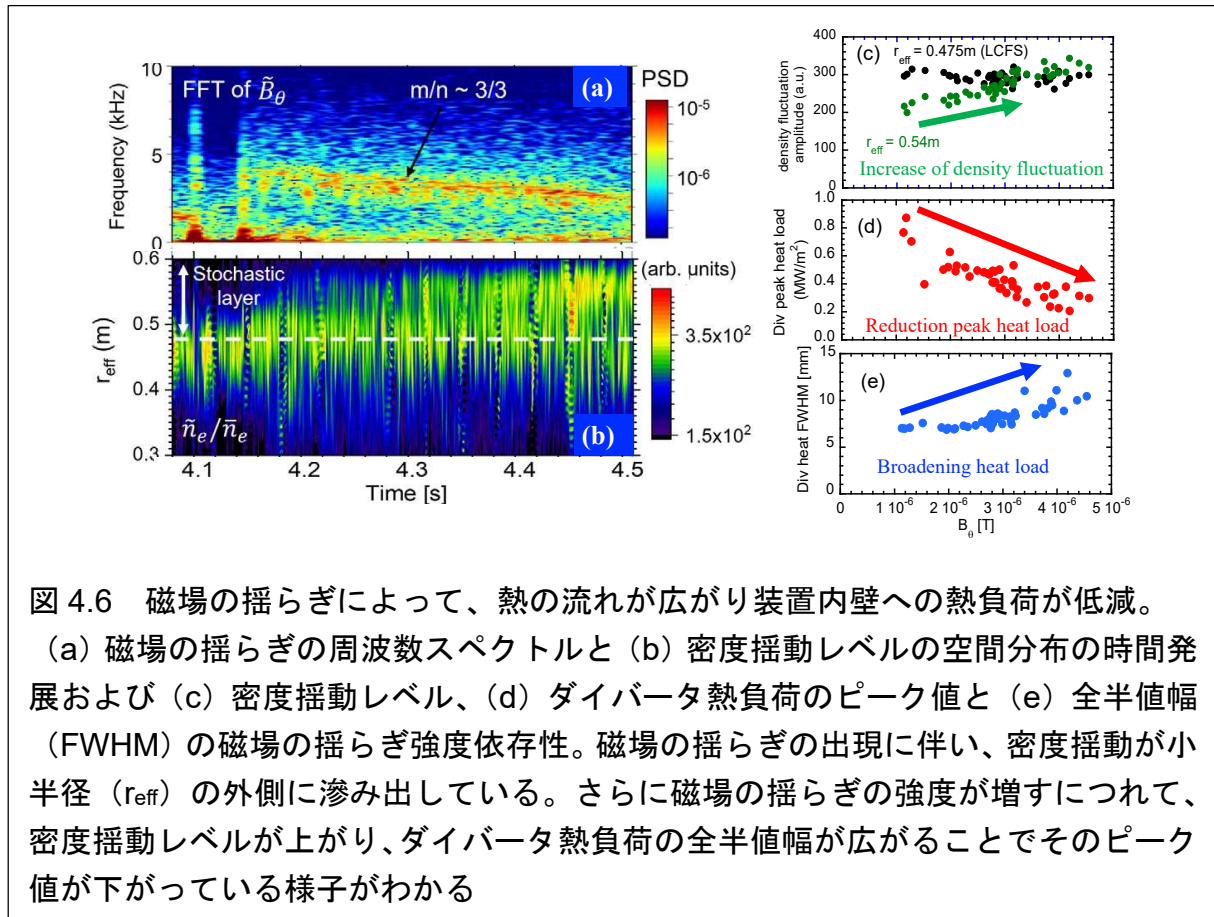 10
5
0
Frequency (kHz)
FFT of B̃θ
m/n ~ 3/3
(a)
PSD
10⁻⁵
10⁻⁶
0.6
0.5
0.4
0.3
r_eff (m)
Stochastic
layer
ñe/n̄e
(b)
(arb. units)
3.5x10²
1.5x10²
4.1 4.2 4.3 4.4 4.5
Time [s]
400
300
200
100
0
density fluctuation
amplitude (a.u.)
(c)
r_eff = 0.475m (LCFS)
r_eff = 0.54m
Increase of density fluctuation
1.0
0.8
0.6
0.4
0.2
0.0
Div peak heat load
(MW/m²)
(d)
Reduction peak heat load
15
10
5
0
Div heat FWHM [mm]
(e)
Broadening heat load
0 1 10⁻⁶ 2 10⁻⁶ 3 10⁻⁶ 4 10⁻⁶ 5 10⁻⁶
Bθ [T]
図 4.6 磁場の揺らぎによって、熱の流れが広がり装置内壁への熱負荷が低減。
(a) 磁場の揺らぎの周波数スペクトルと (b) 密度揺動レベルの空間分布の時間発
展および (c) 密度揺動レベル、(d) ダイバータ熱負荷のピーク値と (e) 全半値幅
(FWHM) の磁場の揺らぎ強度依存性。磁場の揺らぎの出現に伴い、密度揺動が小
半径 (r_eff) の外側に滲み出している。さらに磁場の揺らぎの強度が増すにつれて、
密度揺動レベルが上がり、ダイバータ熱負荷の全半値幅が広がることでそのピーク
値が下がっている様子がわかる